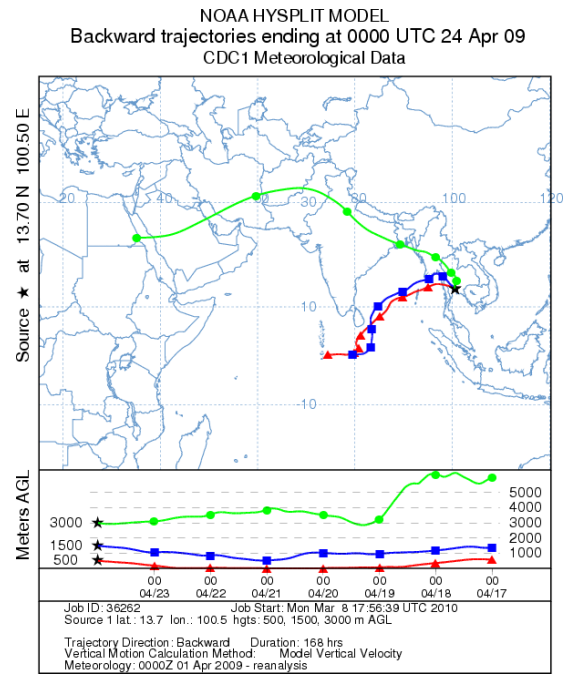 NOAA HYSPLIT MODEL
Backward trajectories ending at 0000 UTC 24 Apr 09
CDC1 Meteorological Data
Source ★ at 13.70 N 100.50 E
20 40 60 80 100 120
30
10
-10
Meters AGL
3000
1500
500
5000
4000
3000
2000
1000
00 00 00 00 00 00 00
04/23 04/22 04/21 04/20 04/19 04/18 04/17
Job ID: 36262 Job Start: Mon Mar 8 17:56:39 UTC 2010
Source 1 lat.: 13.7 lon.: 100.5 hgts: 500, 1500, 3000 m AGL
Trajectory Direction: Backward Duration: 168 hrs
Vertical Motion Calculation Method: Model Vertical Velocity
Meteorology: 0000Z 01 Apr 2009 - reanalysis